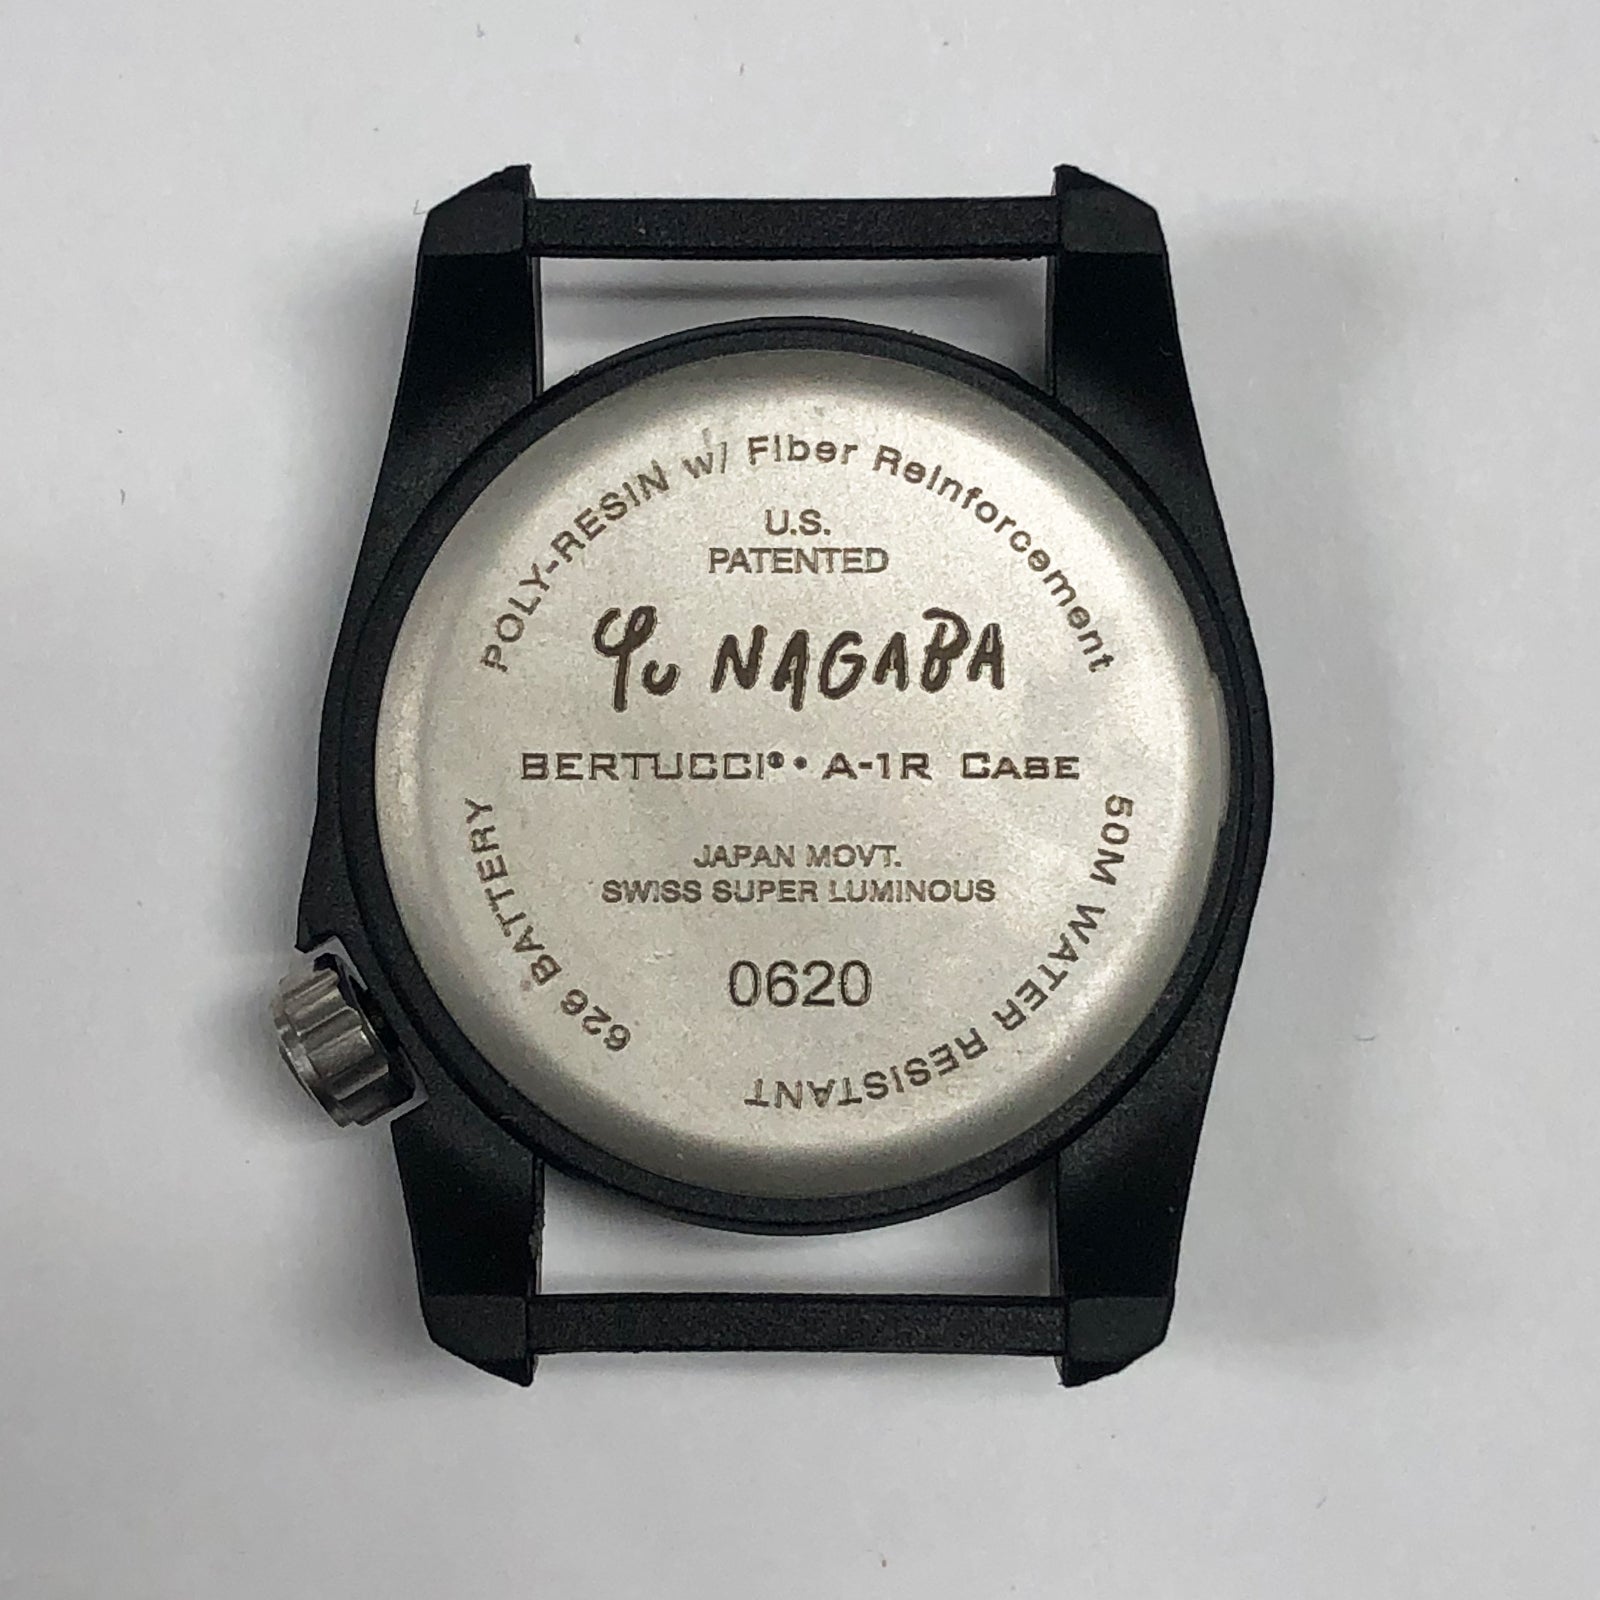 POLY-RESIN w/ Fiber Reinforcement
U.S.
PATENTED
Yu NAGABA
BERTUCCI® • A-1R CASE
JAPAN MOVT.
SWISS SUPER LUMINOUS
0620
50M WATER RESISTANT
626 BATTERY